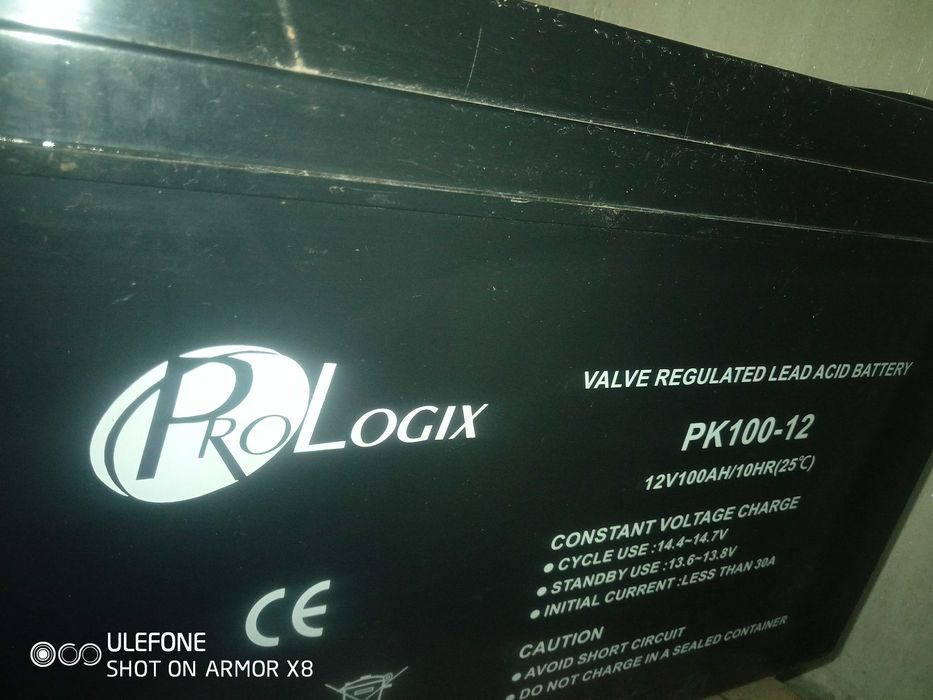 PROLOGIX
VALVE REGULATED LEAD ACID BATTERY
PK100-12
12V100AH/10HR(25℃)
CONSTANT VOLTAGE CHARGE
● CYCLE USE :14.4~14.7V
● STANDBY USE :13.6~13.8V
● INITIAL CURRENT :LESS THAN 30A
CAUTION
● AVOID SHORT CIRCUIT
● DO NOT CHARGE IN A SEALED CONTAINER
CE
ULEFONE
SHOT ON ARMOR X8